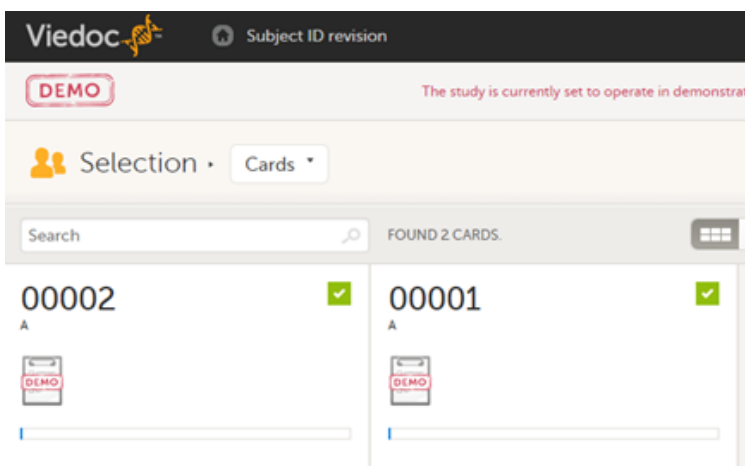 Viedoc Subject ID revision
DEMO The study is currently set to operate in demonstrat
Selection Cards
Search FOUND 2 CARDS.
00002 00001
A A
DEMO DEMO